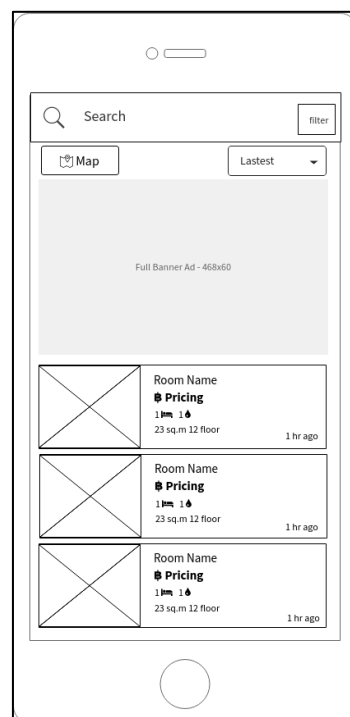 Search
filter
Map
Lastest
Full Banner Ad - 468x60
Room Name
฿ Pricing
1 1
23 sq.m 12 floor
1 hr ago
Room Name
฿ Pricing
1 1
23 sq.m 12 floor
1 hr ago
Room Name
฿ Pricing
1 1
23 sq.m 12 floor
1 hr ago